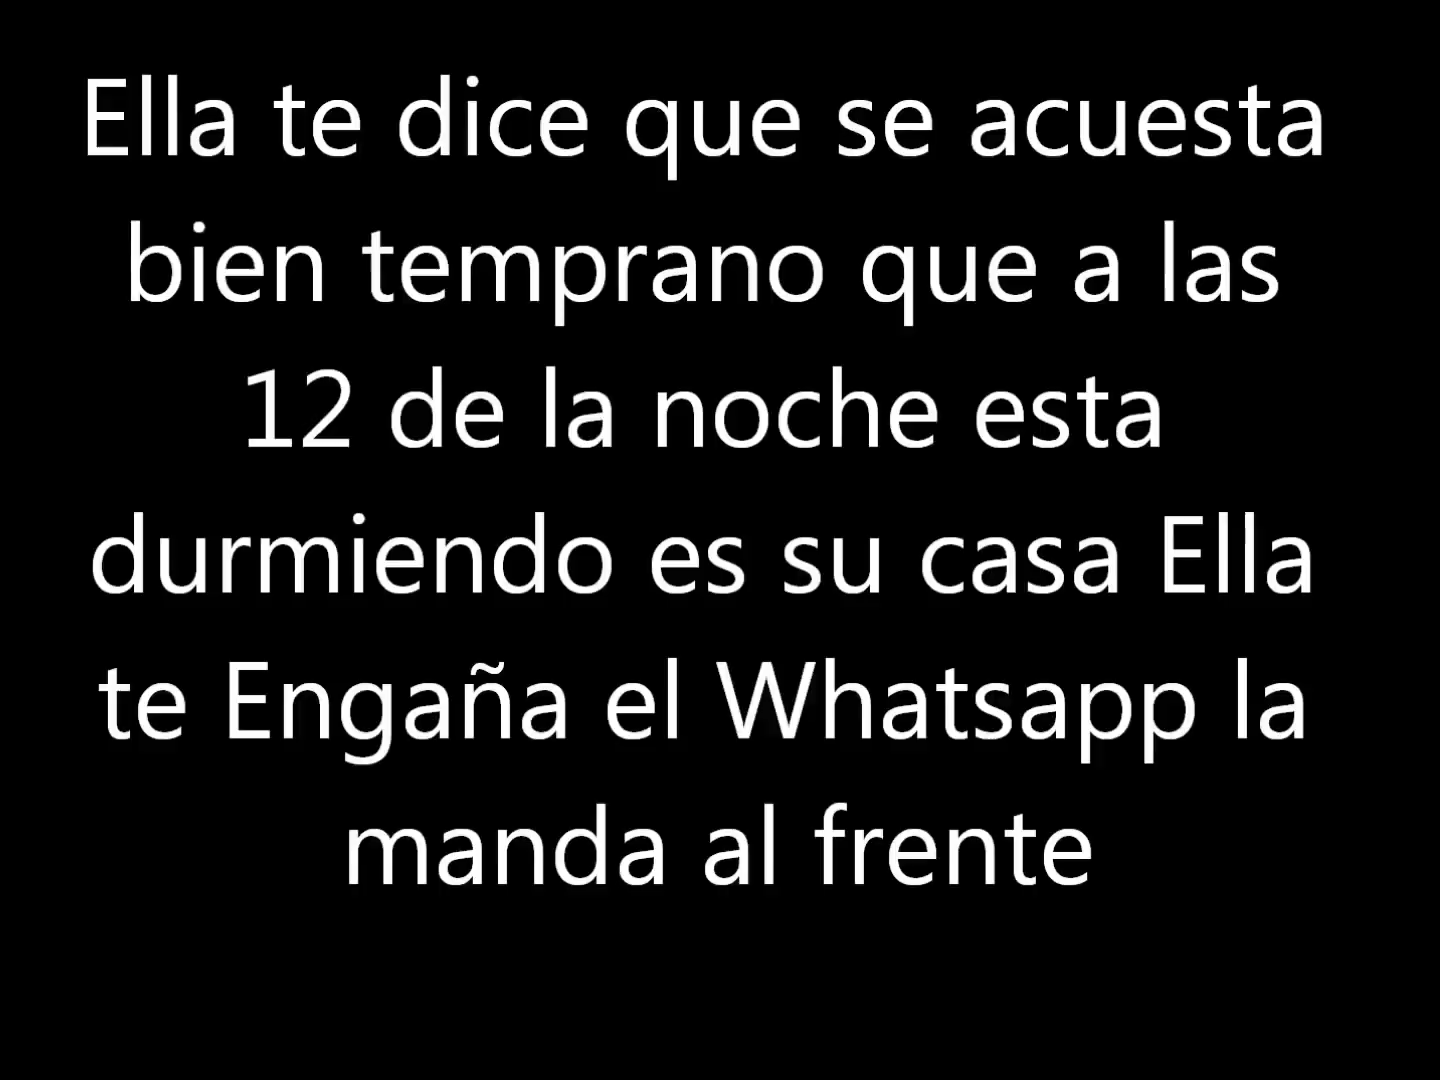 Ella te dice que se acuesta
bien temprano que a las
12 de la noche esta
durmiendo es su casa Ella
te Engaña el Whatsapp la
manda al frente